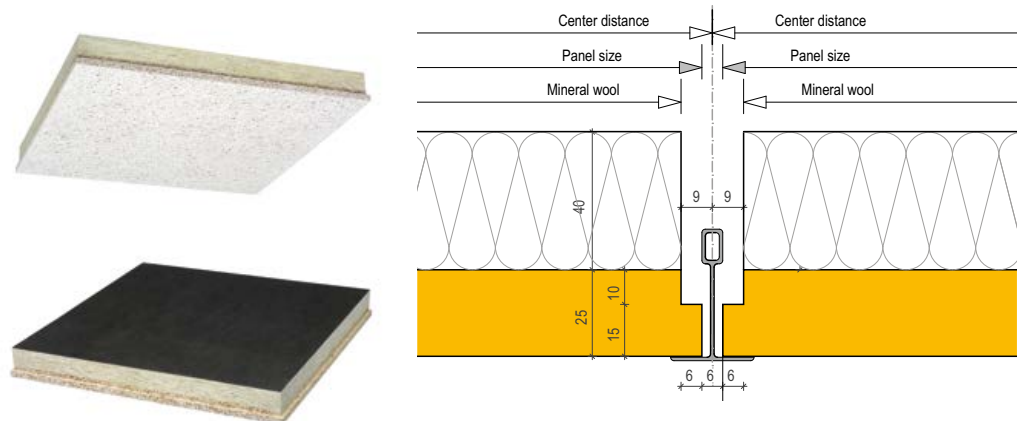 Center distance Center distance
Panel size Panel size
Mineral wool Mineral wool
9 9
40
10
25
15
6 6 6